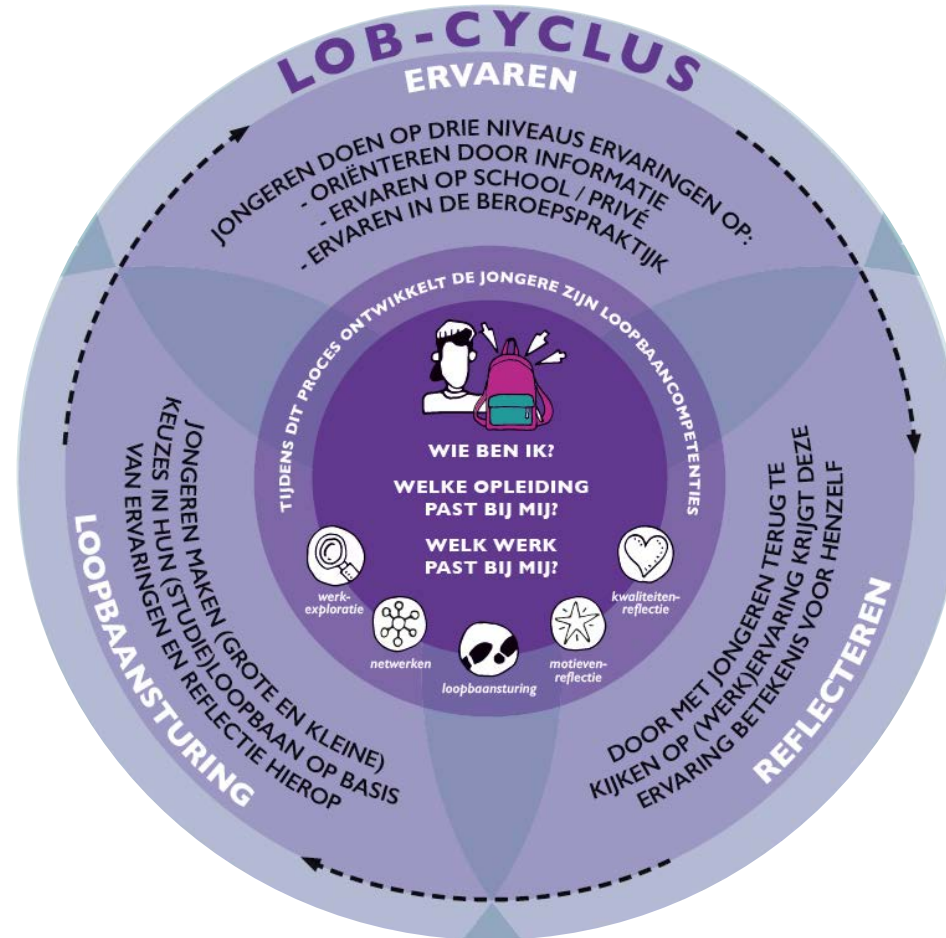 LOB-CYCLUS
ERVAREN
JONGEREN DOEN OP DRIE NIVEAUS ERVARINGEN OP:
- ORIËNTEREN DOOR INFORMATIE
- ERVAREN OP SCHOOL / PRIVÉ
- ERVAREN IN DE BEROEPSPRAKTIJK
TIJDENS DIT PROCES ONTWIKKELT DE JONGERE ZIJN LOOPBAANCOMPETENTIES
WIE BEN IK?
WELKE OPLEIDING
PAST BIJ MIJ?
WELK WERK
PAST BIJ MIJ?
werk-
exploratie
netwerken
loopbaansturing
motieven-
reflectie
kwaliteiten-
reflectie
DOOR MET JONGEREN TERUG TE
KIJKEN OP (WERK)ERVARING KRIJGT DEZE
ERVARING BETEKENIS VOOR HENZELF
REFLECTEREN
JONGEREN MAKEN (GROTE EN KLEINE)
KEUZES IN HUN (STUDIE)LOOPBAAN OP BASIS
VAN ERVARINGEN EN REFLECTIE HIEROP
LOOPBAANSTURING